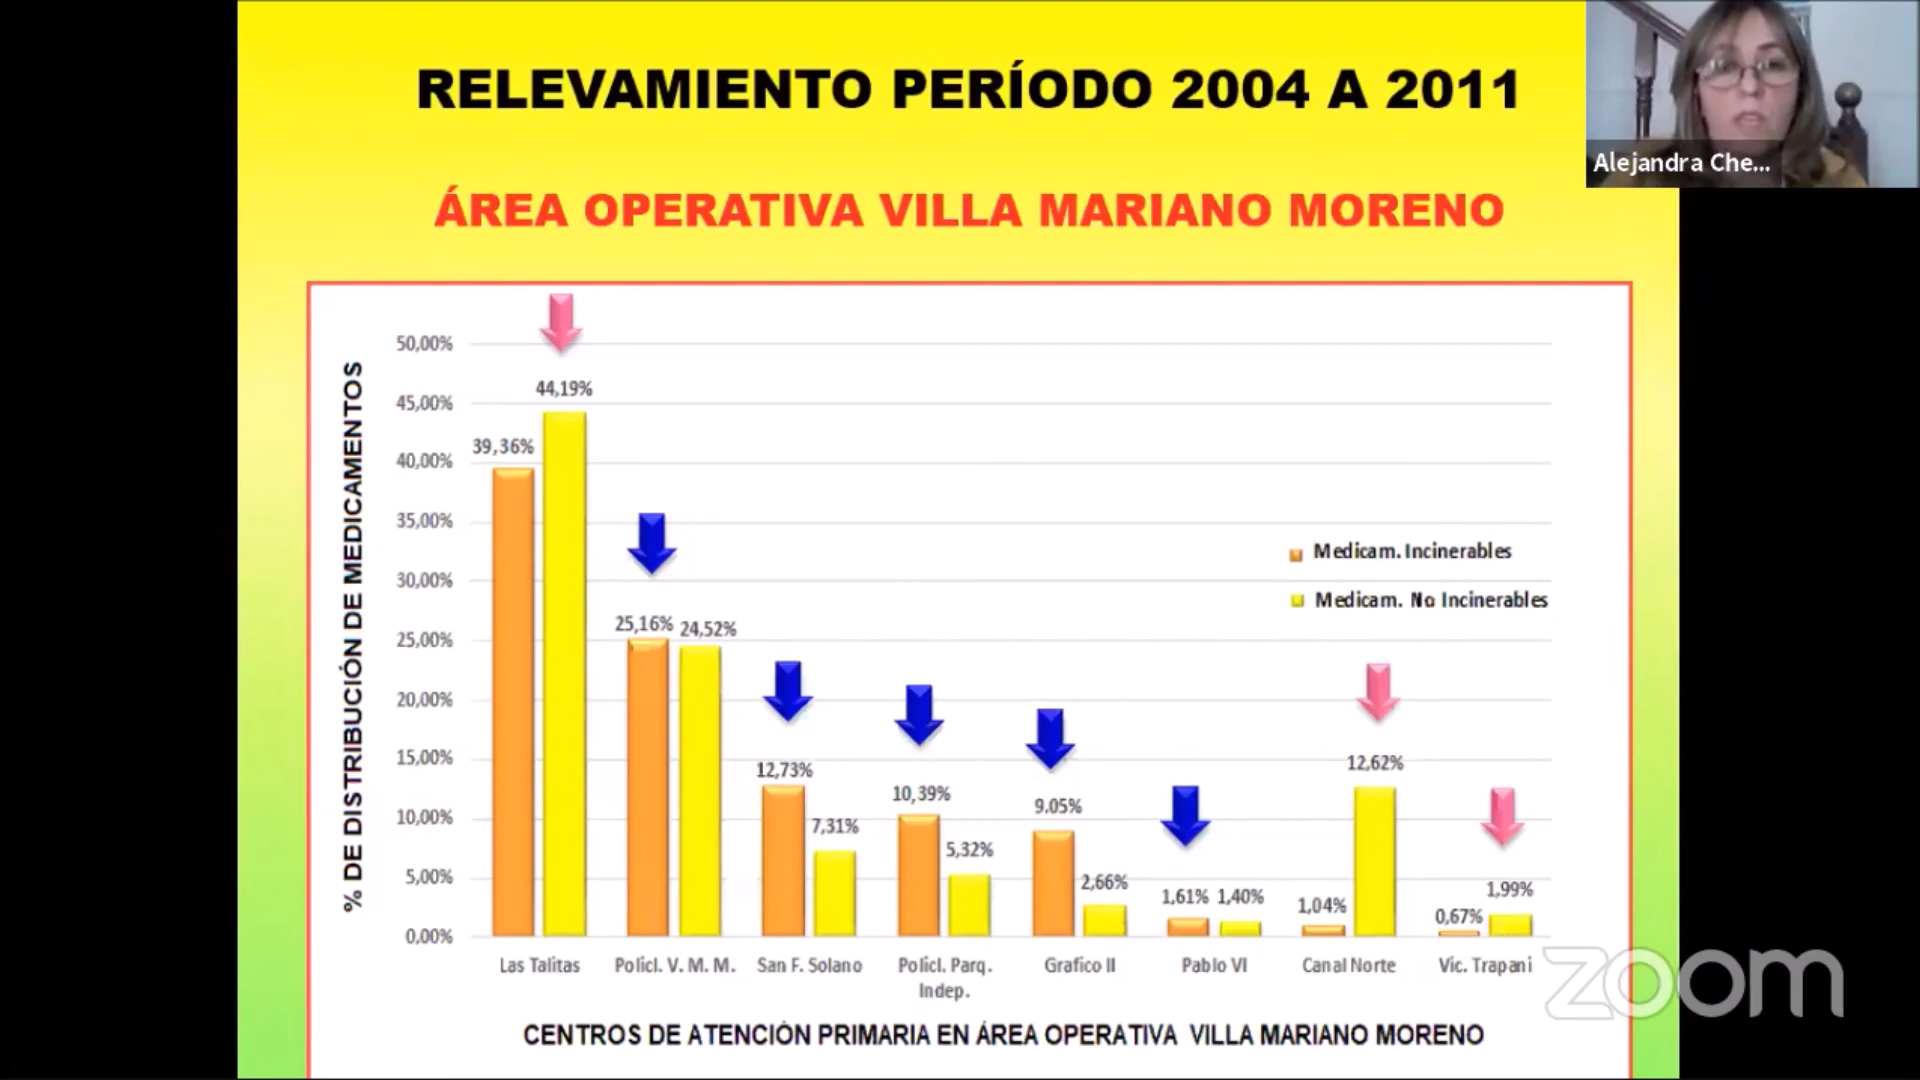 RELEVAMIENTO PERÍODO 2004 A 2011
Alejandra Che...
ÁREA OPERATIVA VILLA MARIANO MORENO
% DE DISTRIBUCIÓN DE MEDICAMENTOS
50,00%
45,00%
40,00%
35,00%
30,00%
25,00%
20,00%
15,00%
10,00%
5,00%
0,00%
39,36%
44,19%
25,16%
24,52%
12,73%
7,31%
10,39%
5,32%
9.05%
2,66%
1,61%
1,40%
1,04%
12,62%
0,67%
1,99%
Medicam. Incinerables
Medicam. No Incinerables
Las Talitas
Policl. V. M. M.
San F. Solano
Policl. Parq.
Indep.
Grafico II
Pablo VI
Canal Norte
Vic. Trapani
CENTROS DE ATENCIÓN PRIMARIA EN ÁREA OPERATIVA VILLA MARIANO MORENO
zoom